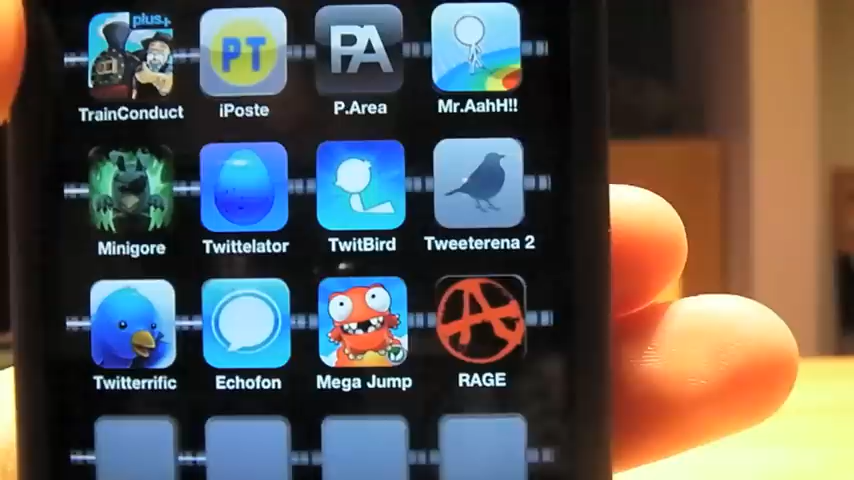 plus+
TrainConduct
PT
iPoste
PA
P.Area
Mr.AahH!!
Minigore
Twittelator
TwitBird
Tweeterena 2
Twitterrific
Echofon
Mega Jump
A
RAGE